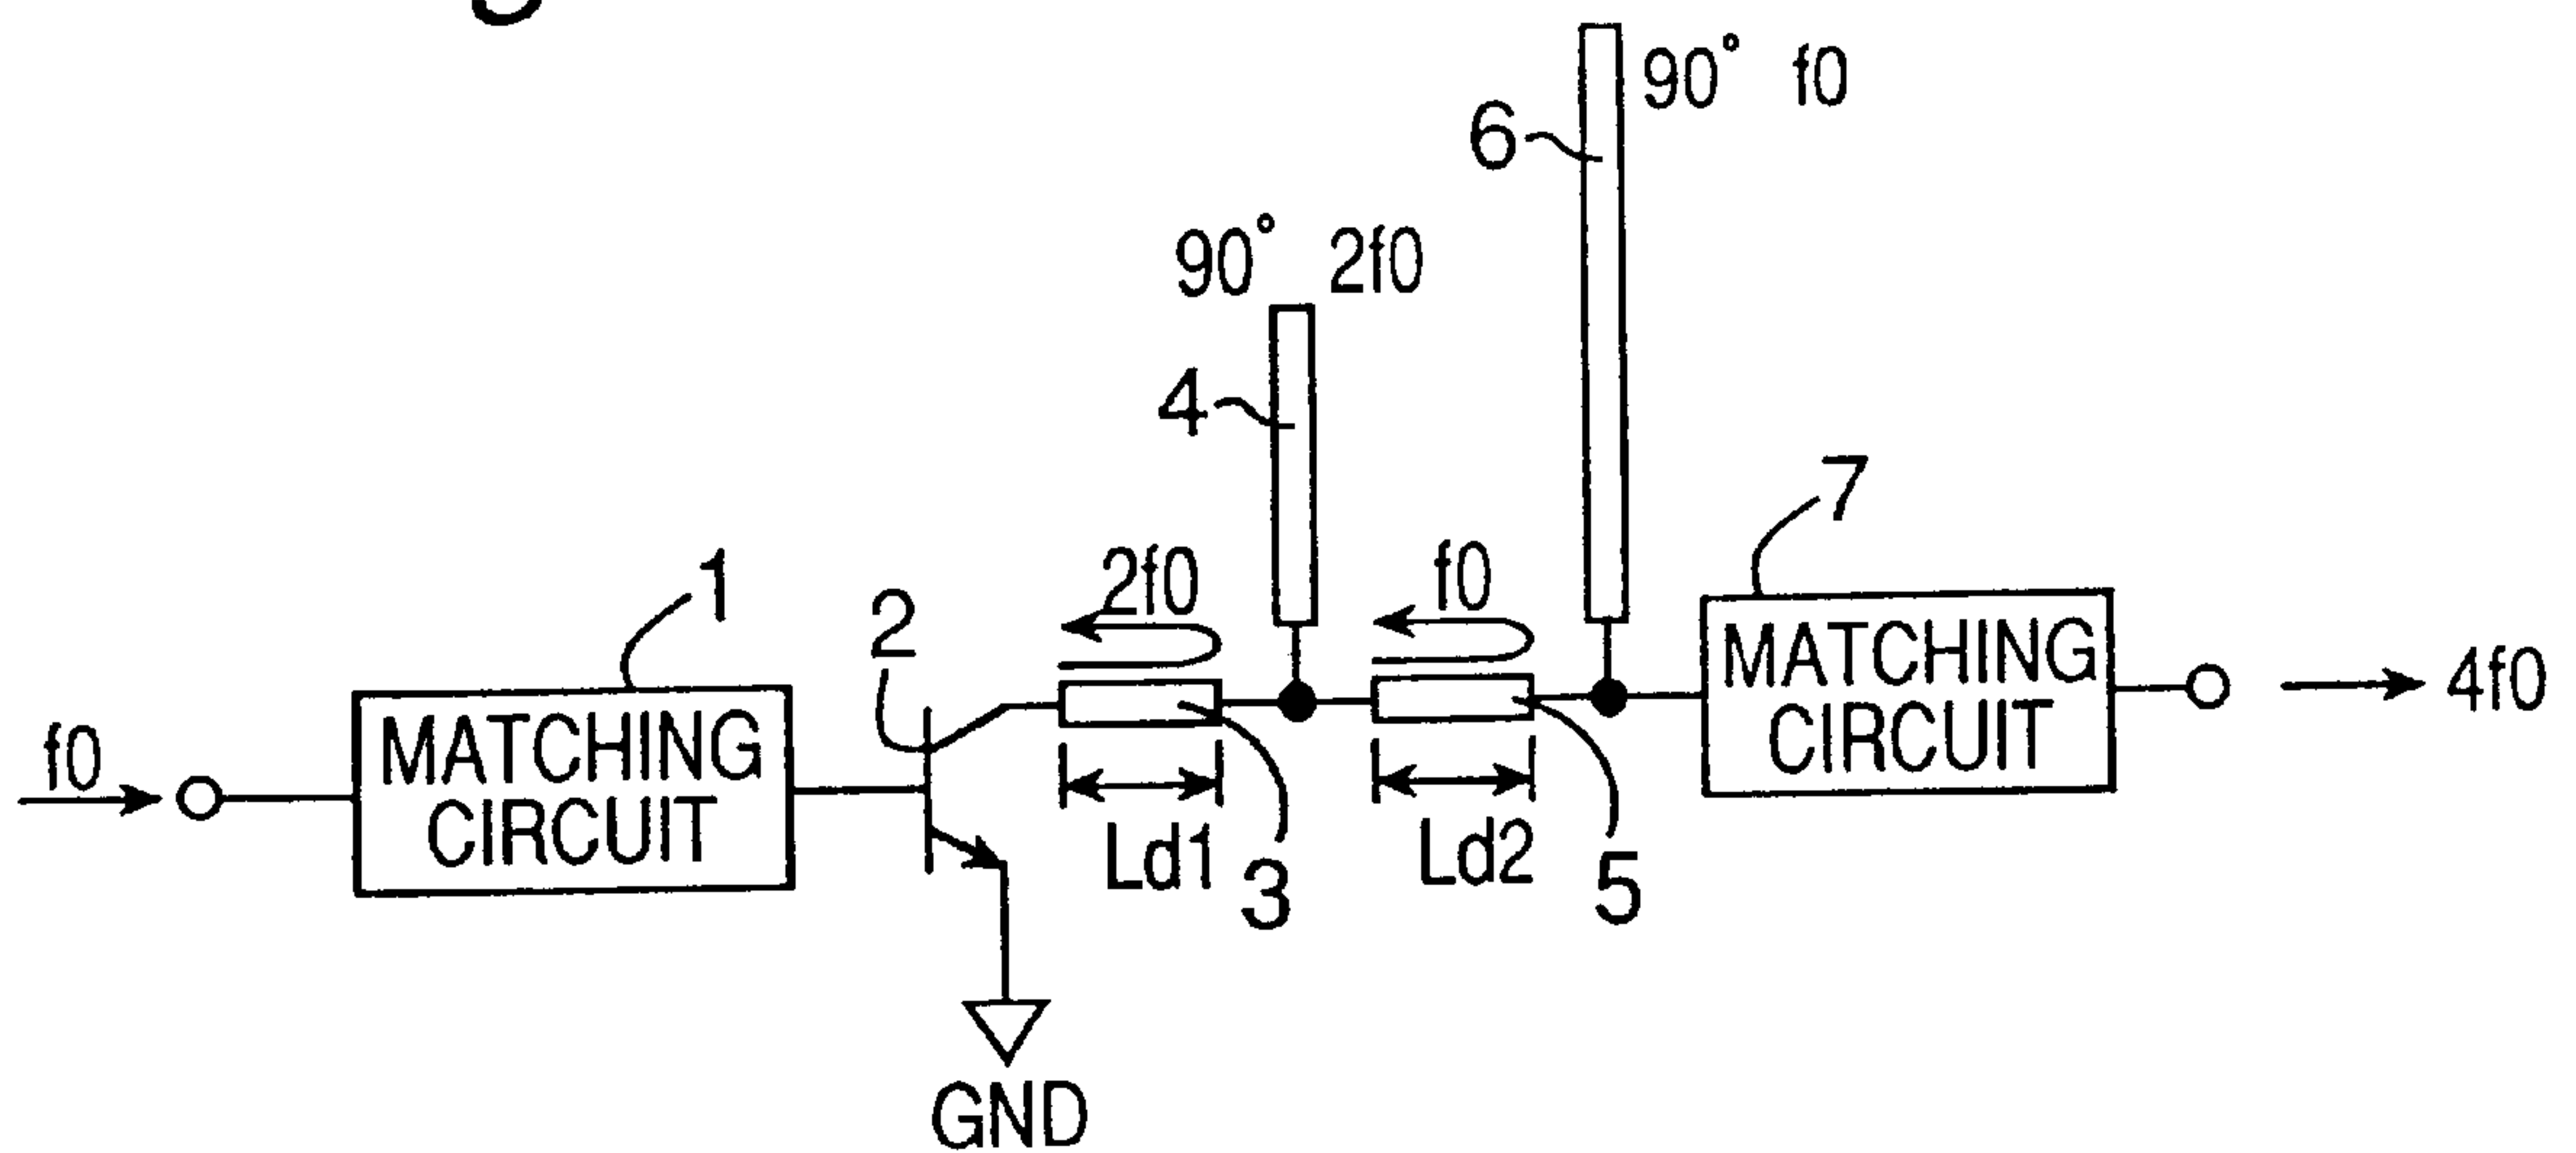 90° f0
6
90° 2f0
4
7
1
2f0
f0
2
MATCHING
CIRCUIT
4f0
f0
MATCHING
CIRCUIT
Ld1
3
Ld2
5
GND